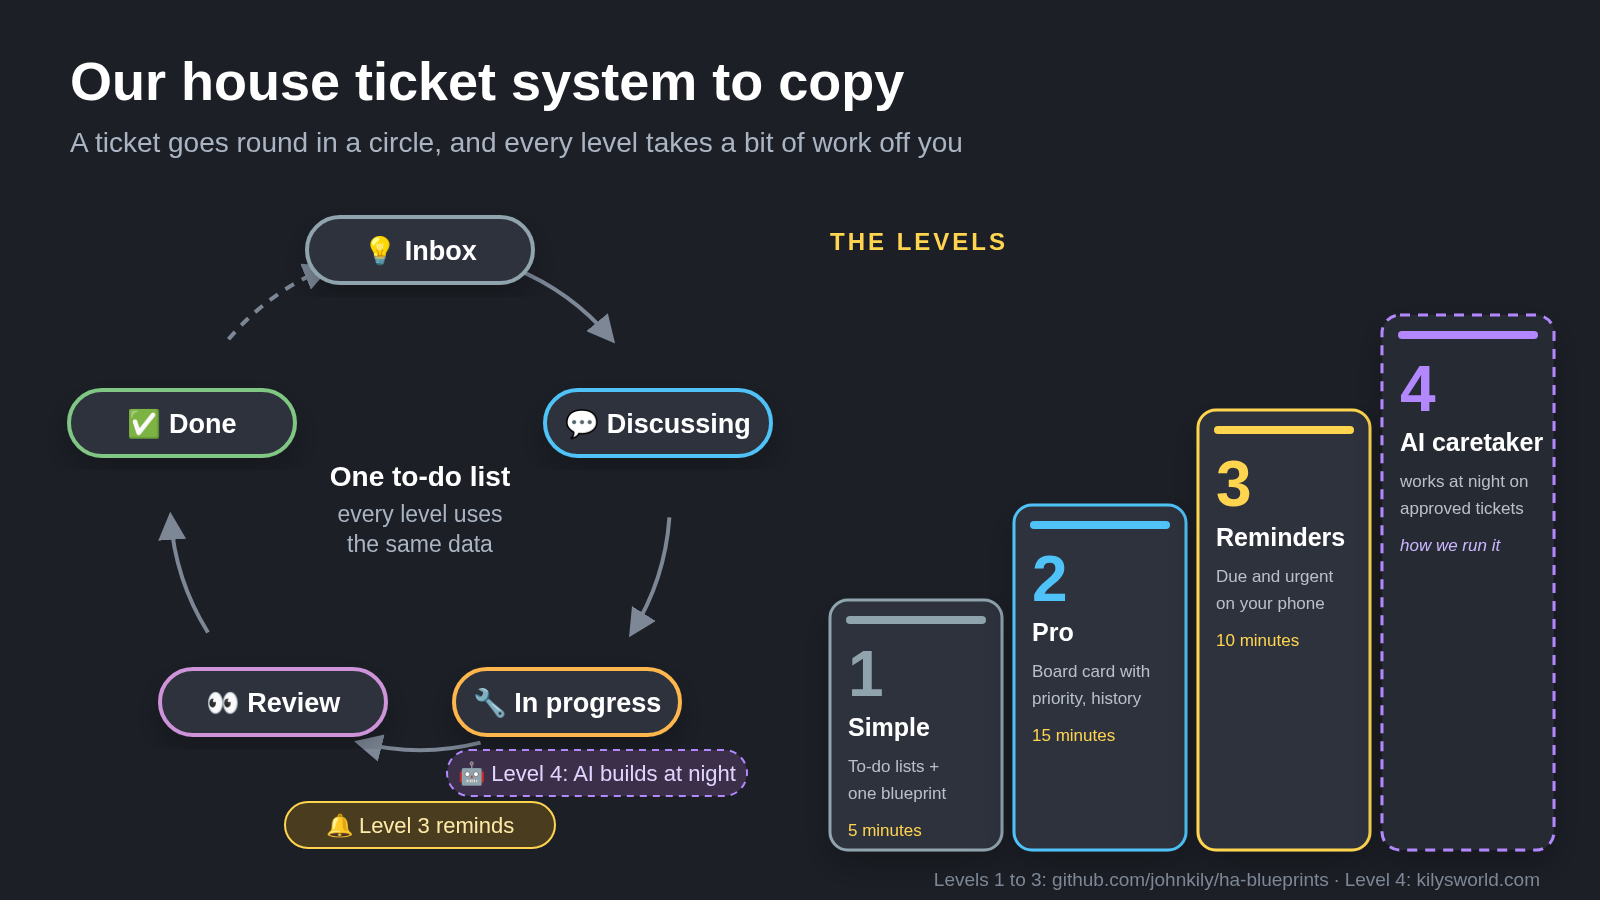 Our house ticket system to copy
A ticket goes round in a circle, and every level takes a bit of work off you
💡 Inbox
💬 Discussing
🔧 In progress
👀 Review
✅ Done
One to-do list
every level uses
the same data
🤖 Level 4: AI builds at night
🔔 Level 3 reminds
THE LEVELS
1
Simple
To-do lists +
one blueprint
5 minutes
2
Pro
Board card with
priority, history
15 minutes
3
Reminders
Due and urgent
on your phone
10 minutes
4
AI caretaker
works at night on
approved tickets
how we run it
Levels 1 to 3: github.com/johnkily/ha-blueprints · Level 4: kilysworld.com